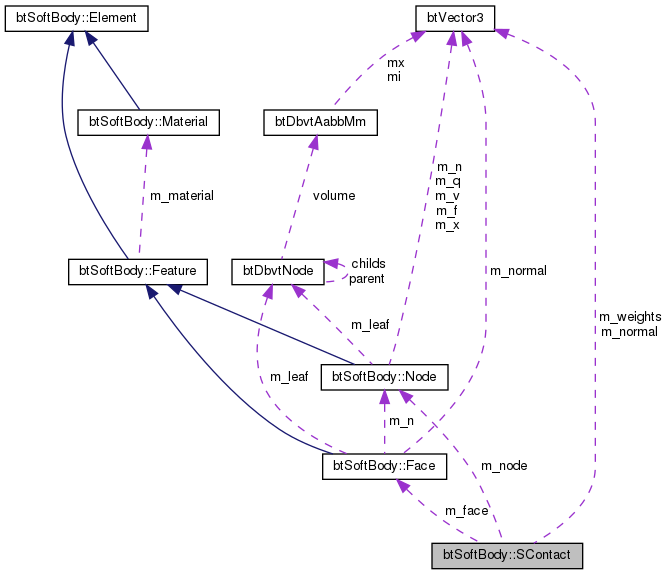 btSoftBody::Element
btVector3
mx
mi
btSoftBody::Material
btDbvtAabbMm
m_n
m_q
m_v
m_f
m_x
m_material
volume
childs
parent
btSoftBody::Feature
btDbvtNode
m_normal
m_weights
m_normal
m_leaf
m_leaf
btSoftBody::Node
m_n
btSoftBody::Face
m_node
m_face
btSoftBody::SContact